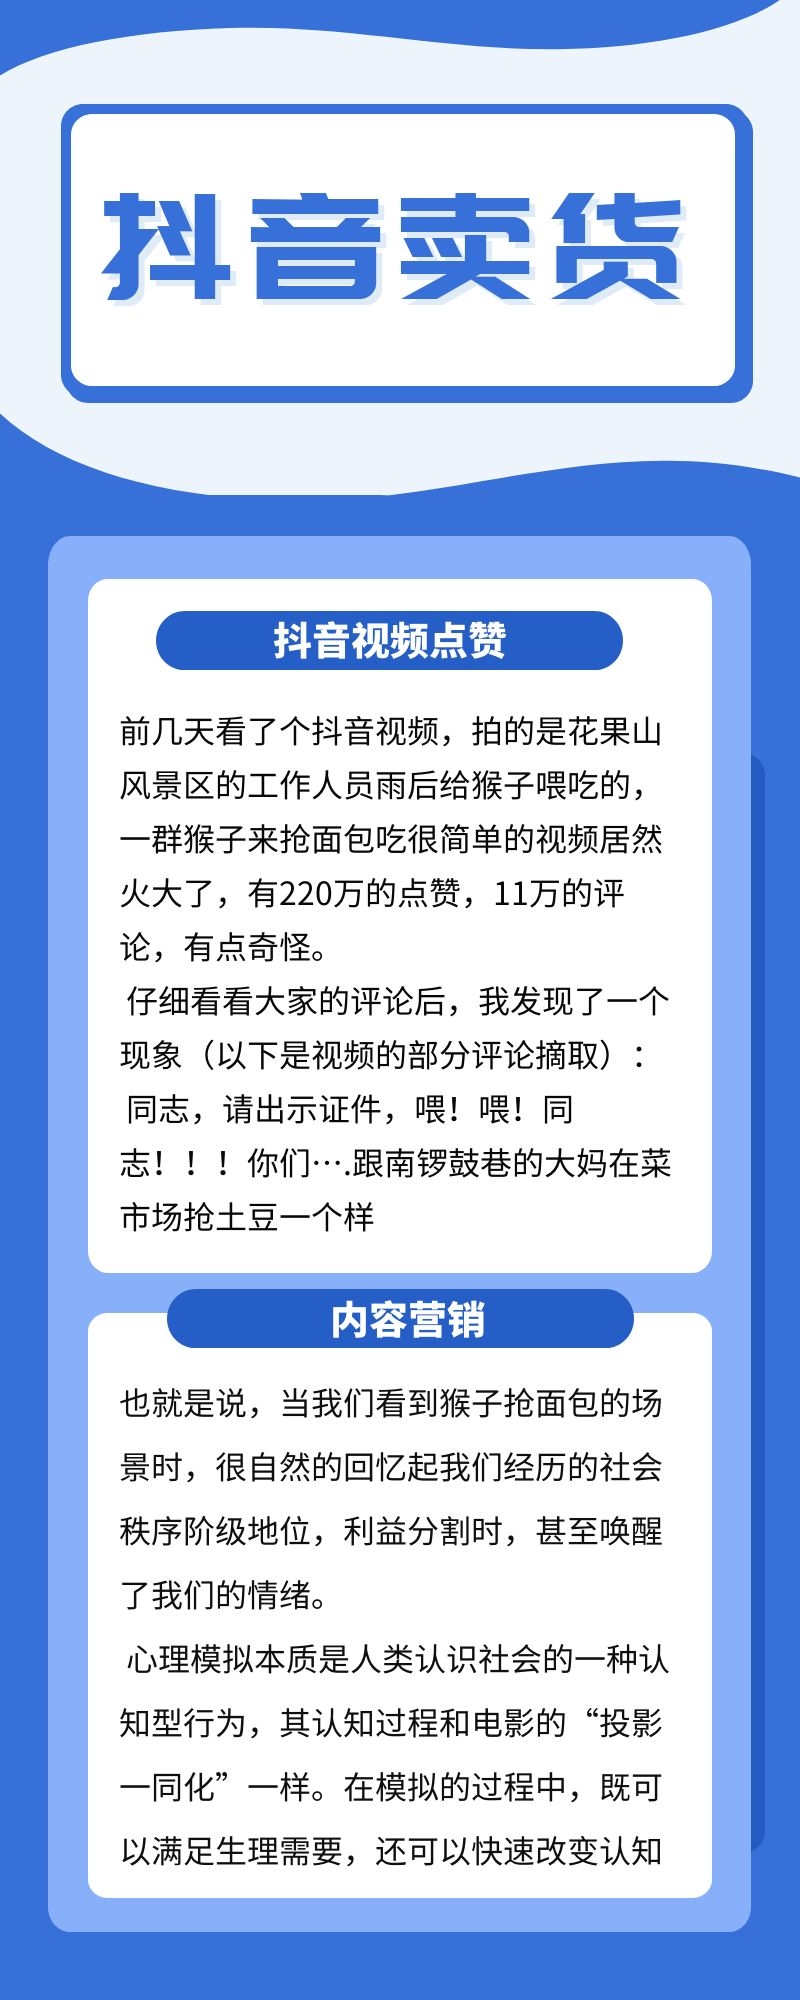 抖音卖货
抖音视频点赞
前几天看了个抖音视频，拍的是花果山
风景区的工作人员雨后给猴子喂吃的，
一群猴子来抢面包吃很简单的视频居然
火大了，有220万的点赞，11万的评
论，有点奇怪。
仔细看看大家的评论后，我发现了一个
现象（以下是视频的部分评论摘取）：
同志，请出示证件，喂！喂！同
志！！！你们….跟南锣鼓巷的大妈在菜
市场抢土豆一个样
内容营销
也就是说，当我们看到猴子抢面包的场
景时，很自然的回忆起我们经历的社会
秩序阶级地位，利益分割时，甚至唤醒
了我们的情绪。
心理模拟本质是人类认识社会的一种认
知型行为，其认知过程和电影的“投影
一同化”一样。在模拟的过程中，既可
以满足生理需要，还可以快速改变认知